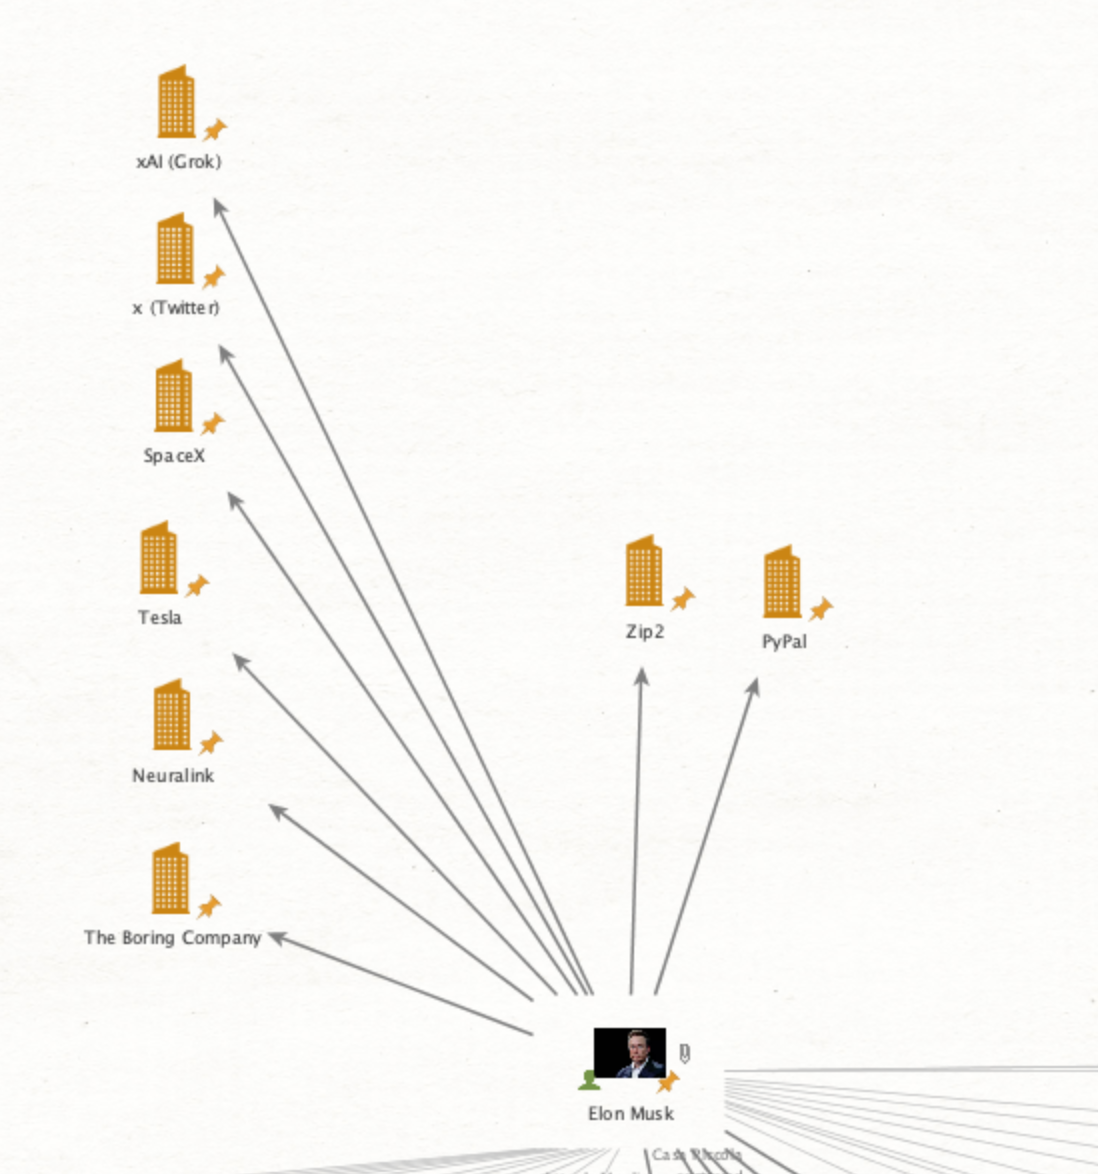 xAI (Grok)
x (Twitter)
SpaceX
Tesla
Zip2
PyPal
Neuralink
The Boring Company
Elon Musk